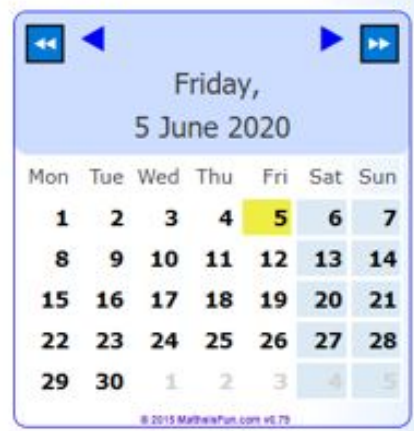 Friday,
5 June 2020
Mon Tue Wed Thu Fri Sat Sun
1 2 3 4 5 6 7
8 9 10 11 12 13 14
15 16 17 18 19 20 21
22 23 24 25 26 27 28
29 30 1 2 3 4 5
© 2015 MathsIsFun.com v0.79